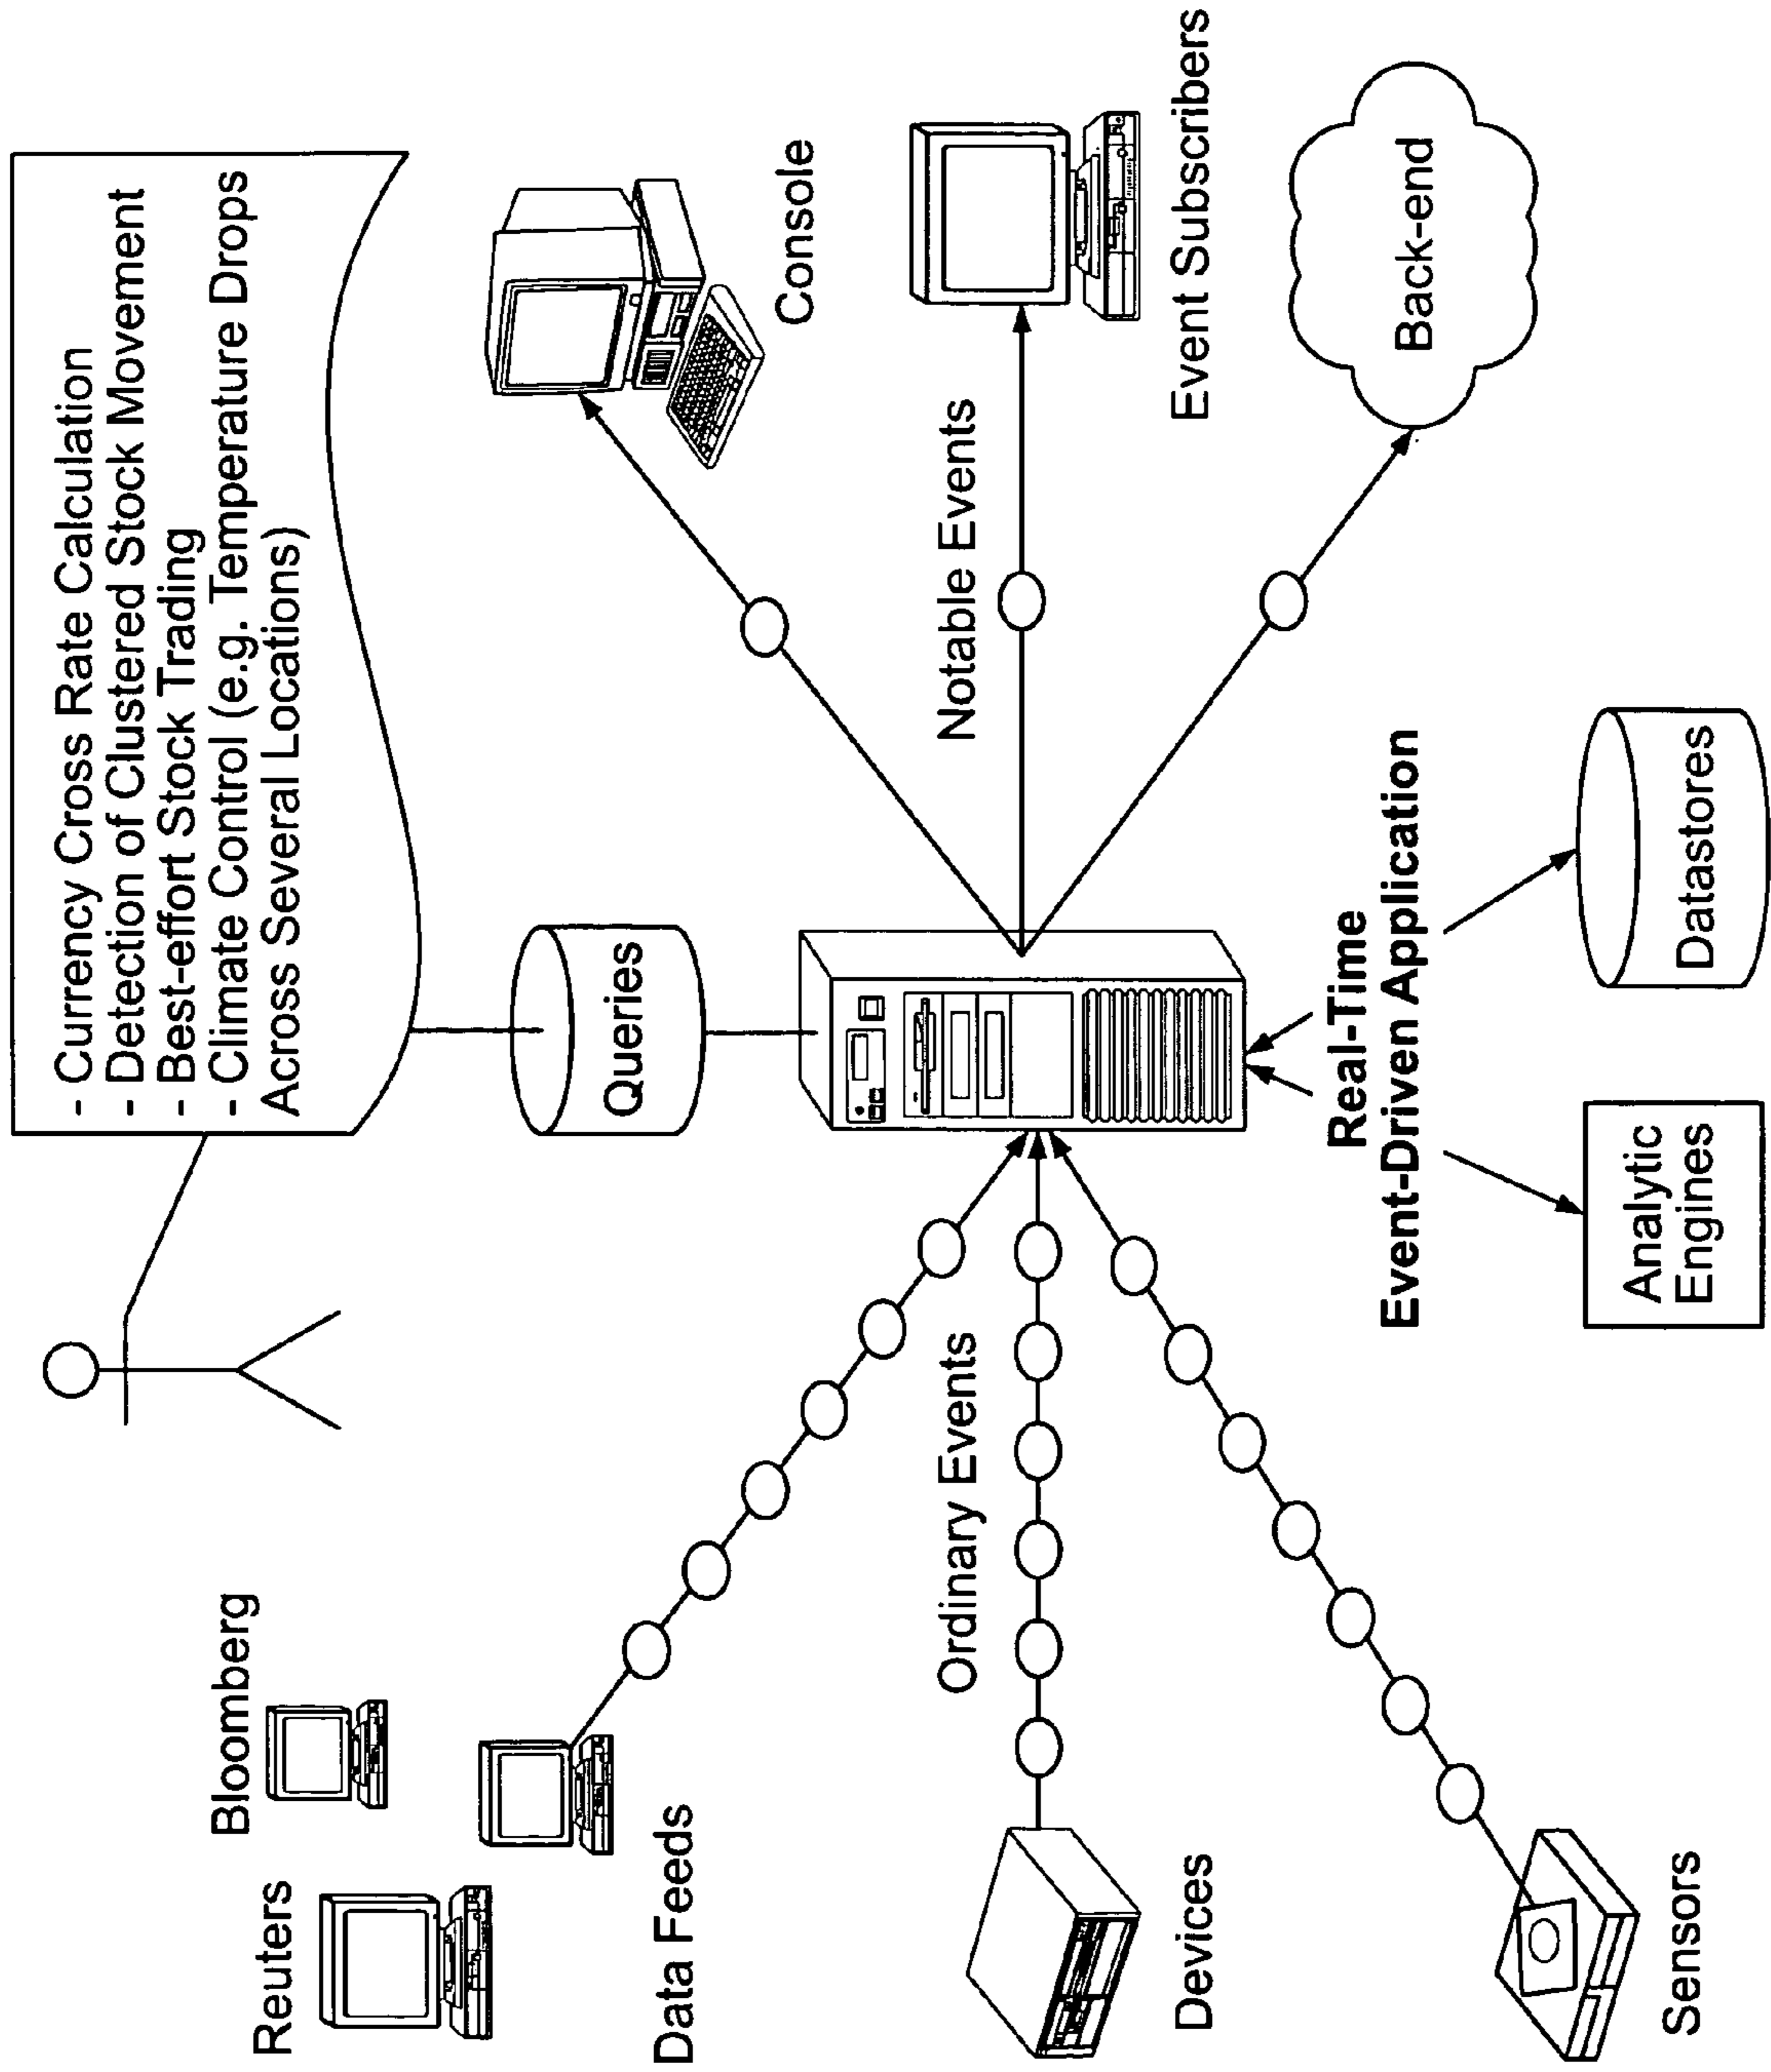 - Currency Cross Rate Calculation
- Detection of Clustered Stock Movement
- Best-effort Stock Trading
- Climate Control (e.g. Temperature Drops
Across Several Locations)
Reuters
Bloomberg
Data Feeds
Queries
Console
Ordinary Events
Notable Events
Devices
Event Subscribers
Real-Time
Event-Driven Application
Back-end
Sensors
Analytic
Engines
Datastores